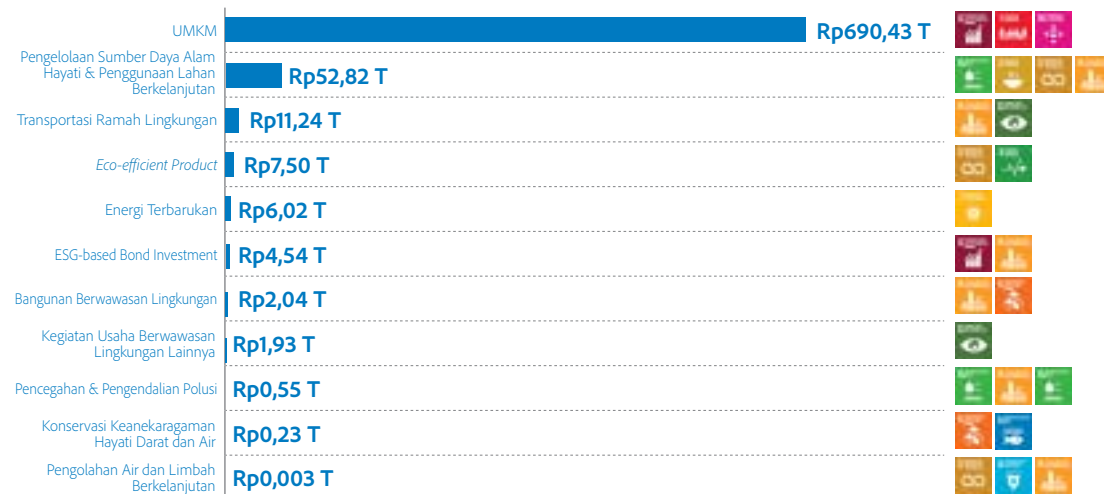 UMKM
Rp690,43 T
Pengelolaan Sumber Daya Alam
Hayati & Penggunaan Lahan
Berkelanjutan
Rp52,82 T
Transportasi Ramah Lingkungan
Rp11,24 T
Eco-efficient Product
Rp7,50 T
Energi Terbarukan
Rp6,02 T
ESG-based Bond Investment
Rp4,54 T
Bangunan Berwawasan Lingkungan
Rp2,04 T
Kegiatan Usaha Berwawasan
Lingkungan Lainnya
Rp1,93 T
Pencegahan & Pengendalian Polusi
Rp0,55 T
Konservasi Keanekaragaman
Hayati Darat dan Air
Rp0,23 T
Pengolahan Air dan Limbah
Berkelanjutan
Rp0,003 T